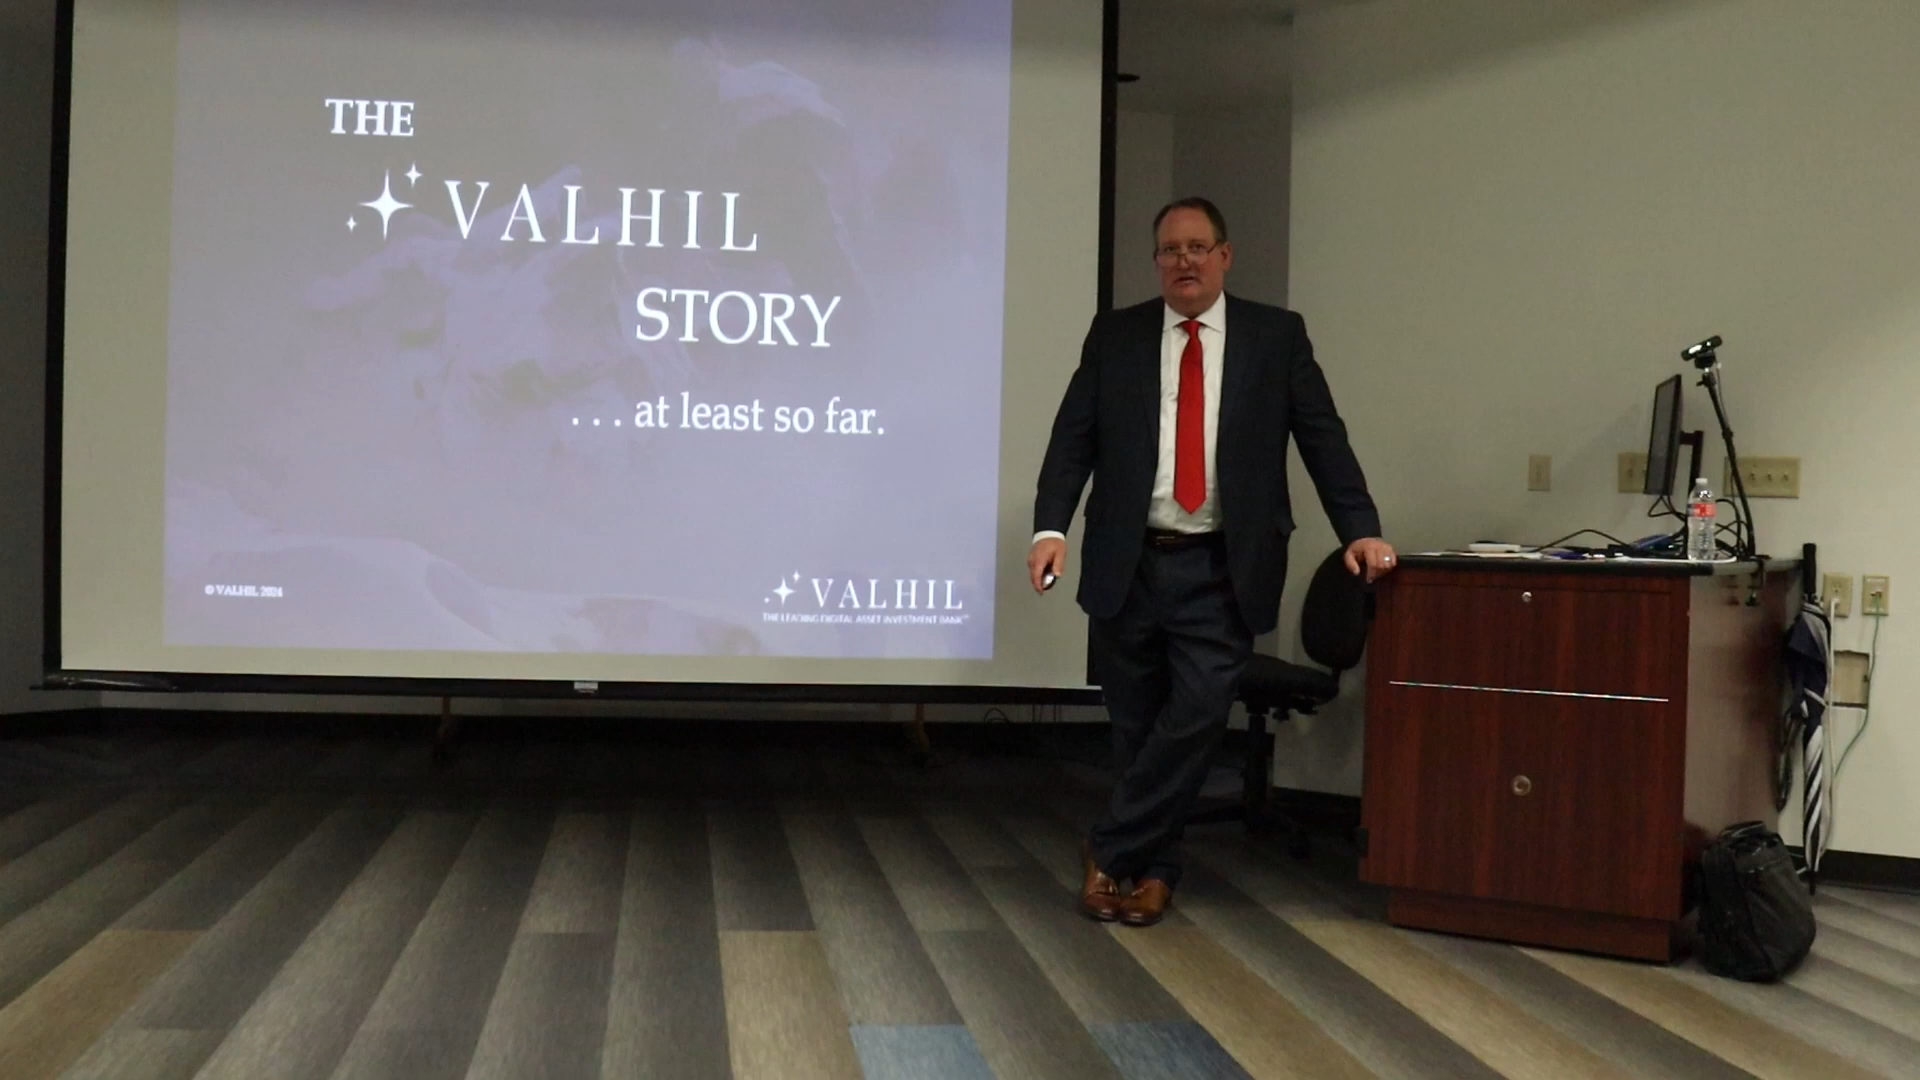 THE
VALHIL
STORY
. . . at least so far.
© VALHIL 2024
VALHIL
THE LEADING DIGITAL ASSET INVESTMENT BANK™